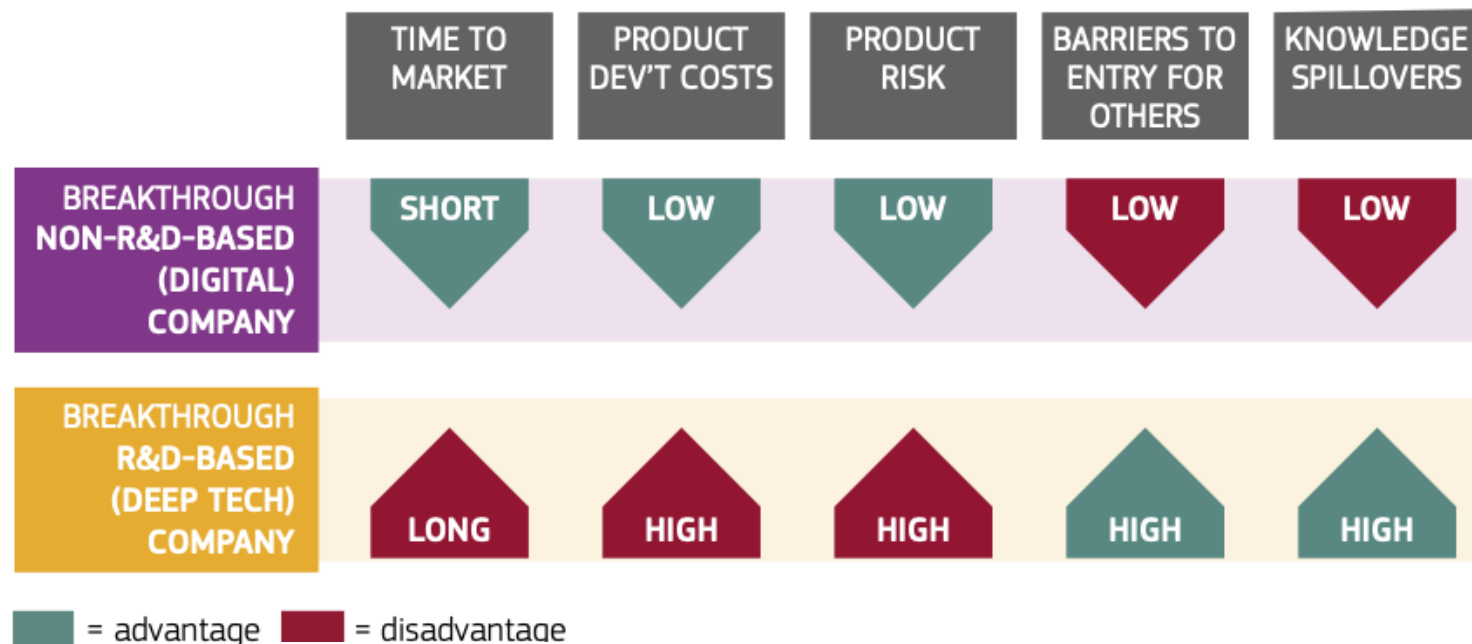 TIME TO
MARKET
PRODUCT
DEV'T COSTS
PRODUCT
RISK
BARRIERS TO
ENTRY FOR
OTHERS
KNOWLEDGE
SPILLOVERS
BREAKTHROUGH
NON-R&D-BASED
(DIGITAL)
COMPANY
SHORT
LOW
LOW
LOW
LOW
BREAKTHROUGH
R&D-BASED
(DEEP TECH)
COMPANY
LONG
HIGH
HIGH
HIGH
HIGH
= advantage
= disadvantage